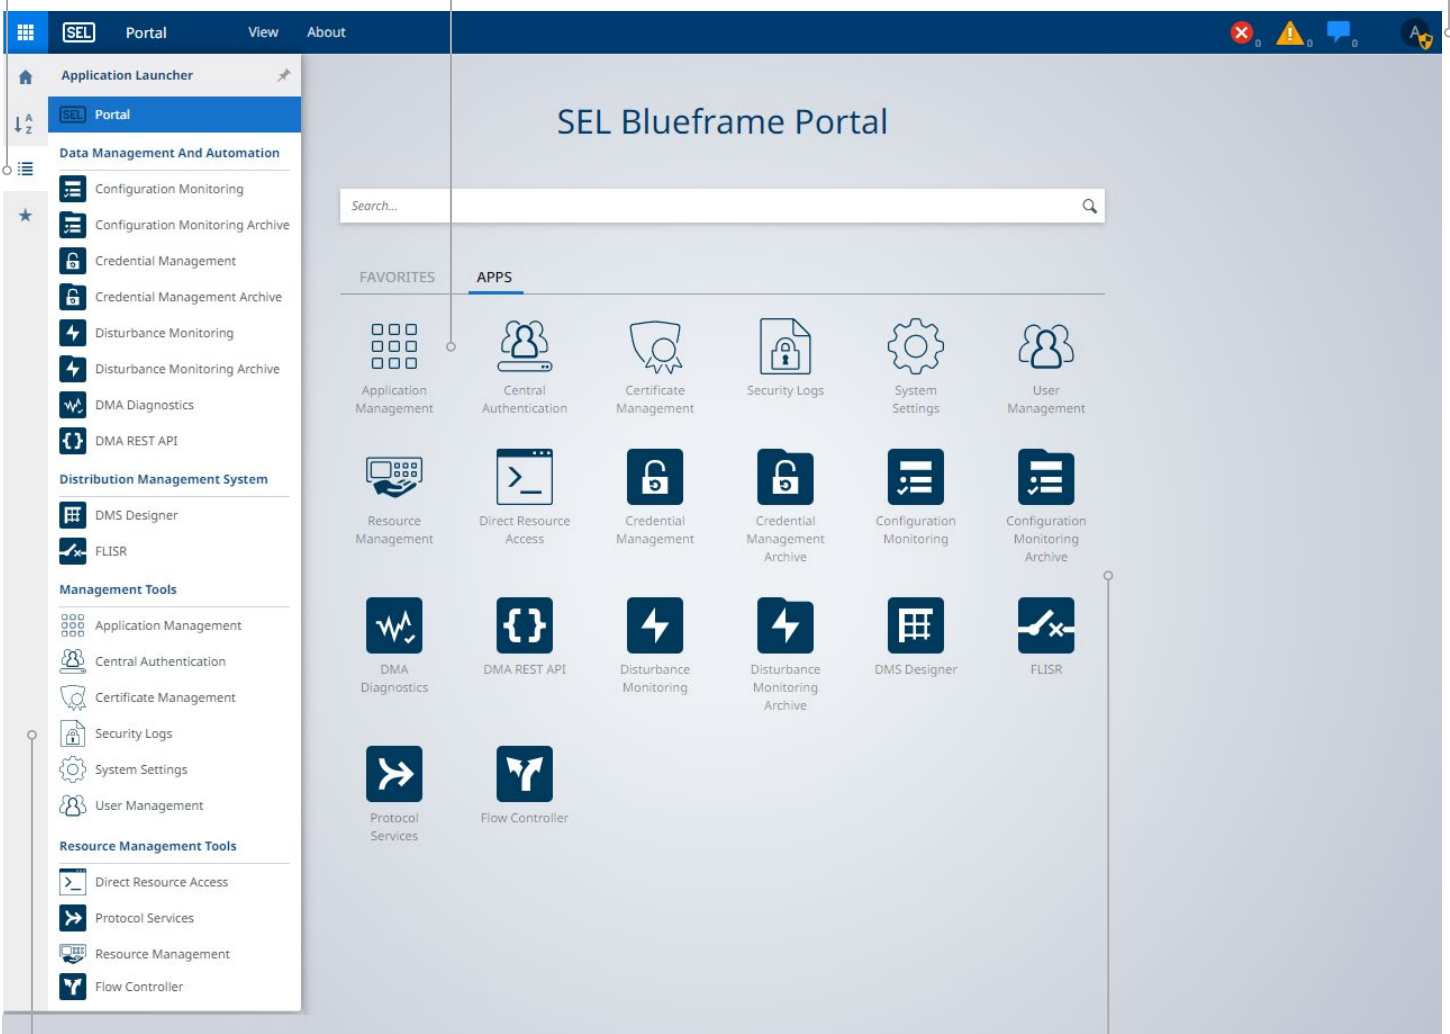 SEL Portal View About
0 0 0 A
Application Launcher
A
Z
SEL Portal
Data Management And Automation
Configuration Monitoring
Configuration Monitoring Archive
Credential Management
Credential Management Archive
Disturbance Monitoring
Disturbance Monitoring Archive
DMA Diagnostics
DMA REST API
Distribution Management System
DMS Designer
FLISR
Management Tools
Application Management
Central Authentication
Certificate Management
Security Logs
System Settings
User Management
Resource Management Tools
Direct Resource Access
Protocol Services
Resource Management
Flow Controller
SEL Blueframe Portal
Search...
FAVORITES APPS
Application
Management
Central
Authentication
Certificate
Management
Security Logs
System
Settings
User
Management
Resource
Management
Direct Resource
Access
Credential
Management
Credential
Management
Archive
Configuration
Monitoring
Configuration
Monitoring
Archive
DMA
Diagnostics
DMA REST API
Disturbance
Monitoring
Disturbance
Monitoring
Archive
DMS Designer
FLISR
Protocol
Services
Flow Controller